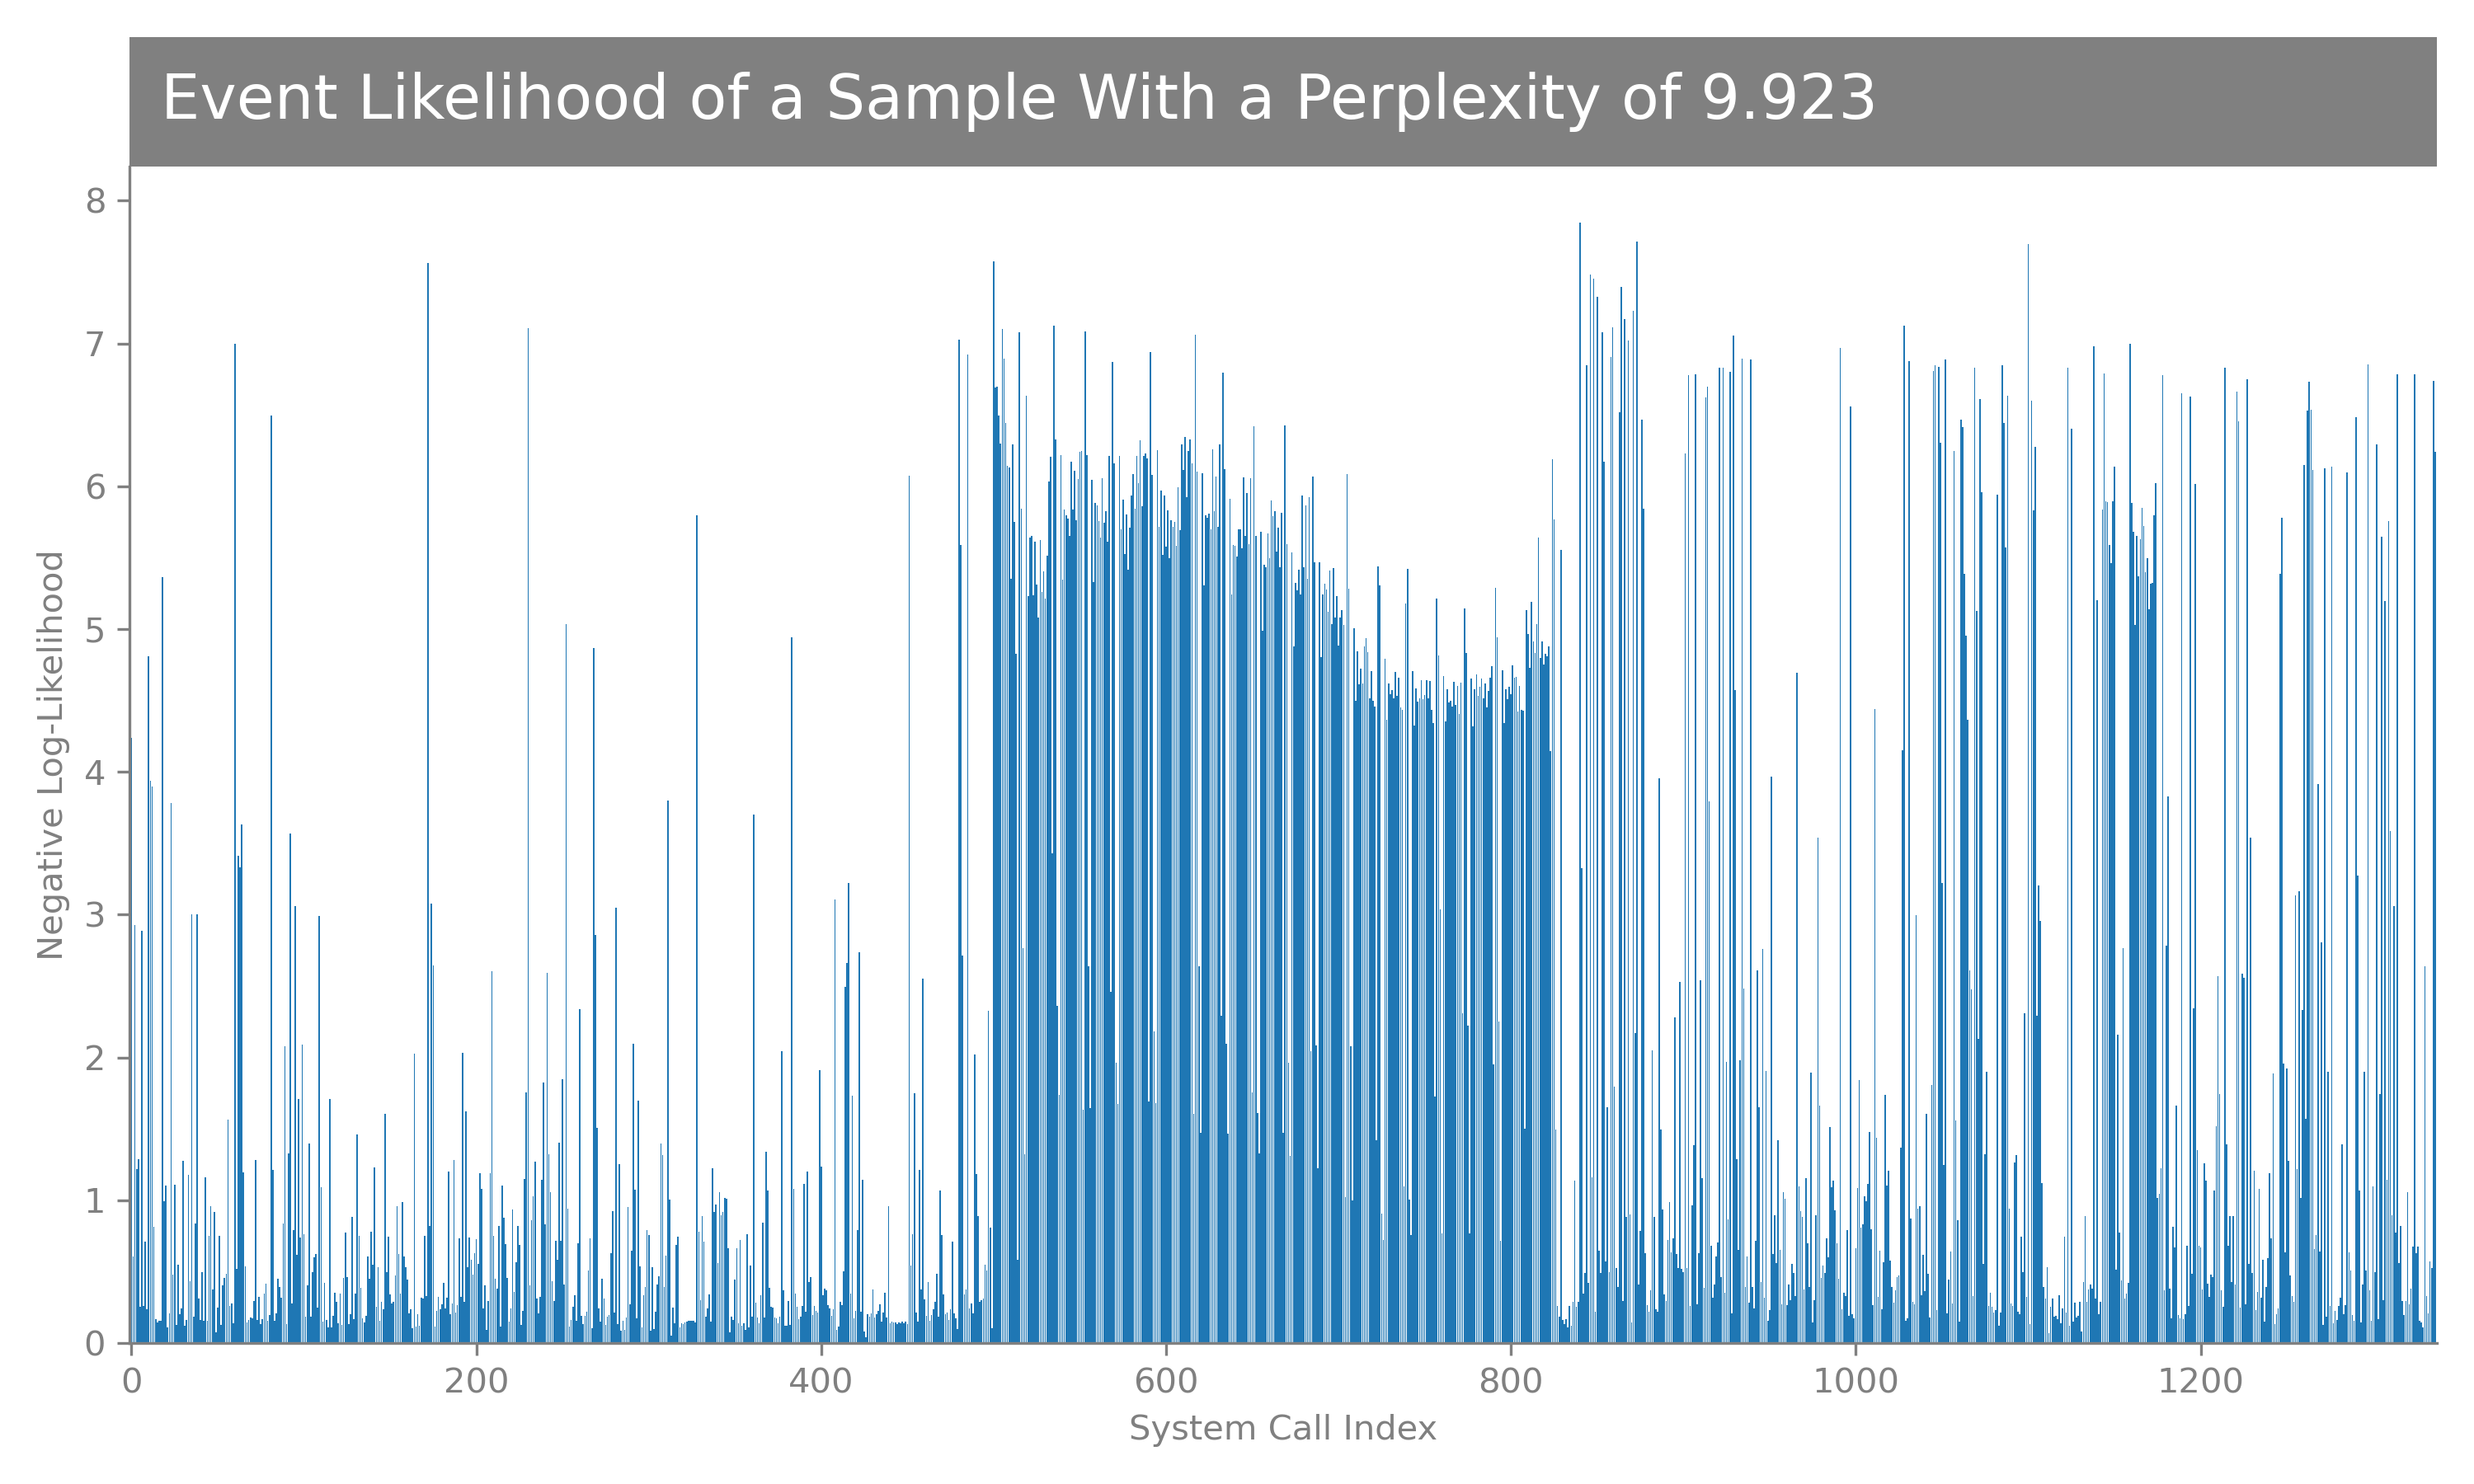 Event Likelihood of a Sample With a Perplexity of 9.923
8
7
6
5
4
3
2
1
0
Negative Log-Likelihood
0 200 400 600 800 1000 1200
System Call Index